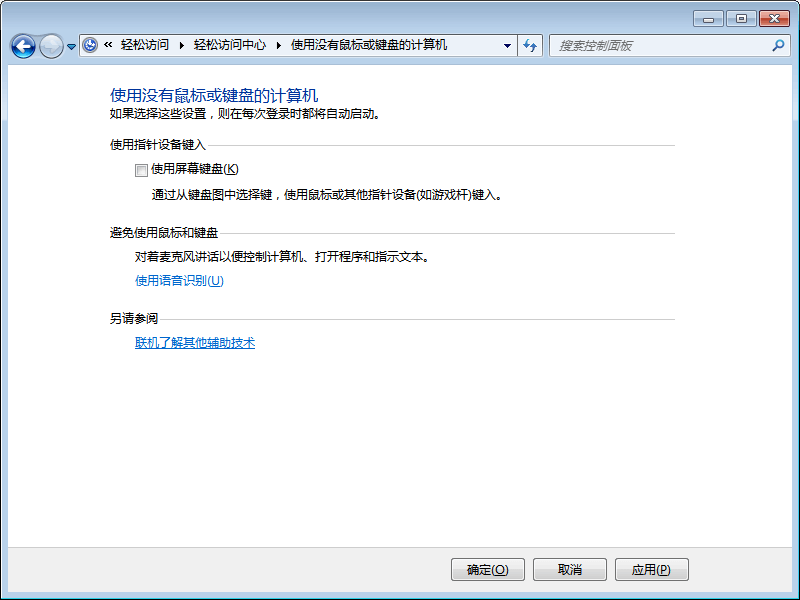 « 轻松访问 ▸ 轻松访问中心 ▸ 使用没有鼠标或键盘的计算机
搜索控制面板
使用没有鼠标或键盘的计算机
如果选择这些设置，则在每次登录时都将自动启动。
使用指针设备键入
使用屏幕键盘(K)
通过从键盘图中选择键，使用鼠标或其他指针设备(如游戏杆)键入。
避免使用鼠标和键盘
对着麦克风讲话以便控制计算机、打开程序和指示文本。
使用语音识别(U)
另请参阅
联机了解其他辅助技术
确定(O)
取消
应用(P)